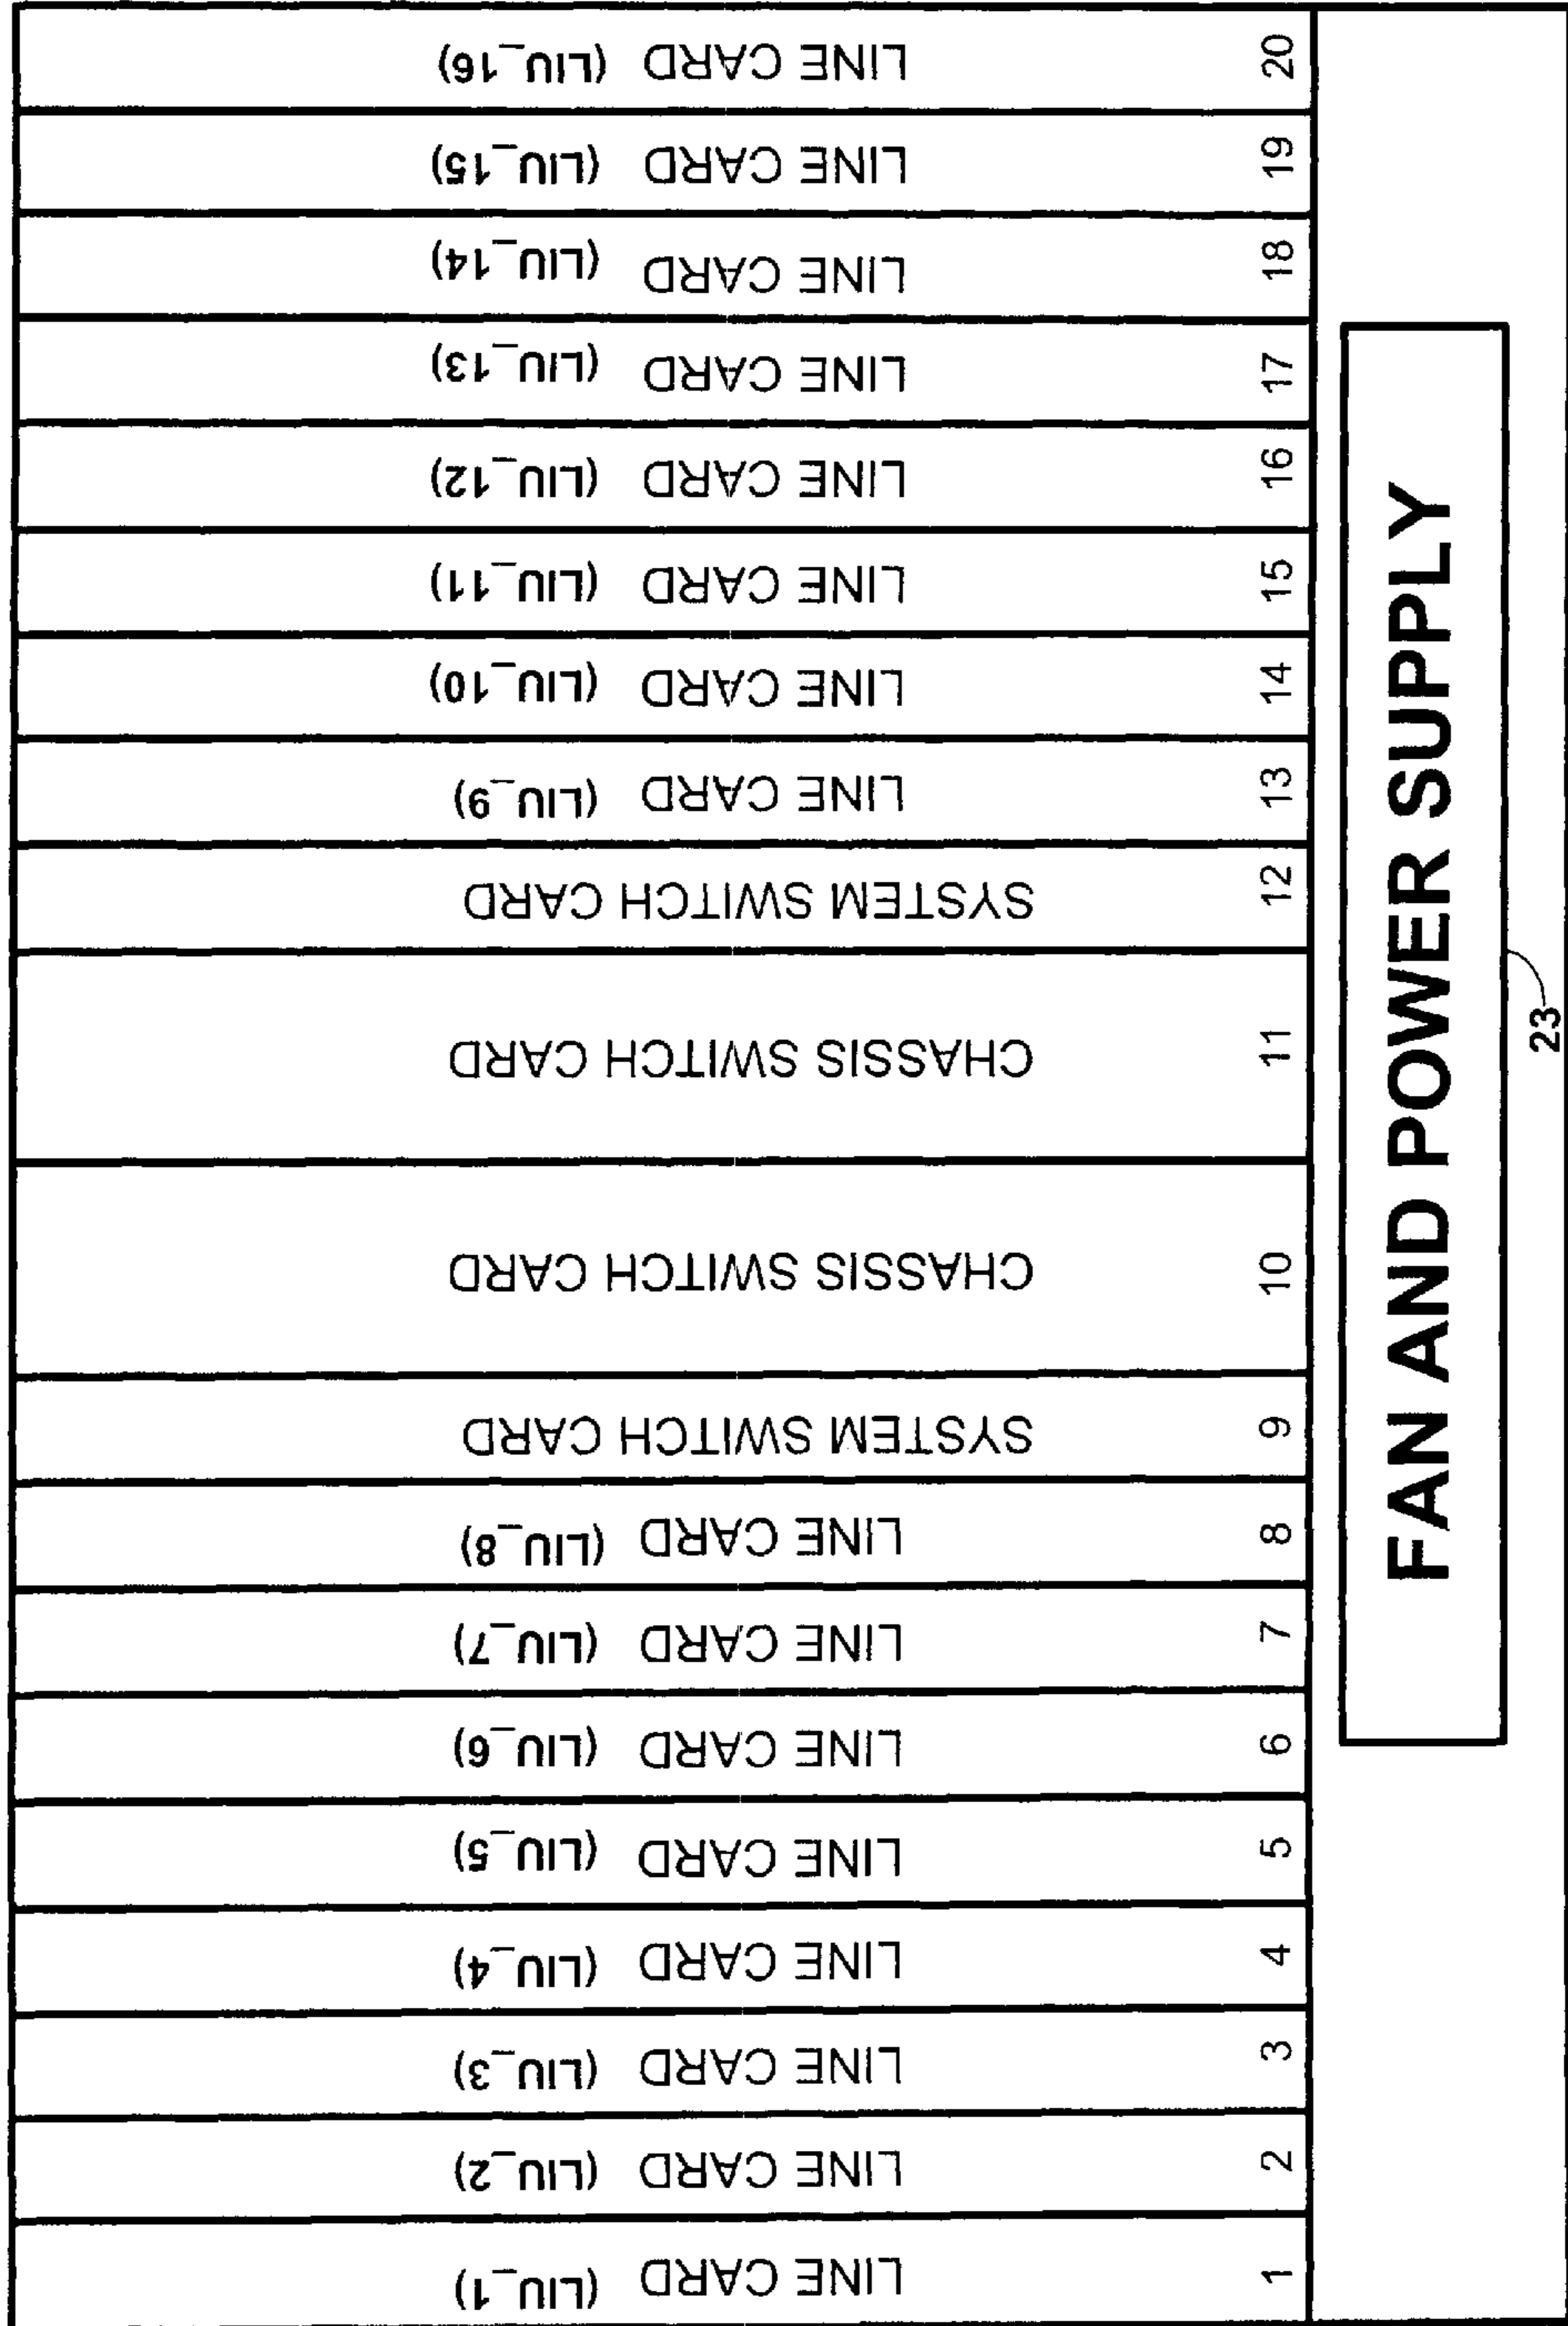 LINE CARD (LIU_16) 20
LINE CARD (LIU_15) 19
LINE CARD (LIU_14) 18
LINE CARD (LIU_13) 17
LINE CARD (LIU_12) 16
LINE CARD (LIU_11) 15
LINE CARD (LIU_10) 14
LINE CARD (LIU_9) 13
SYSTEM SWITCH CARD 12
CHASSIS SWITCH CARD 11
CHASSIS SWITCH CARD 10
SYSTEM SWITCH CARD 9
LINE CARD (LIU_8) 8
LINE CARD (LIU_7) 7
LINE CARD (LIU_6) 6
LINE CARD (LIU_5) 5
LINE CARD (LIU_4) 4
LINE CARD (LIU_3) 3
LINE CARD (LIU_2) 2
LINE CARD (LIU_1) 1
FAN AND POWER SUPPLY
23